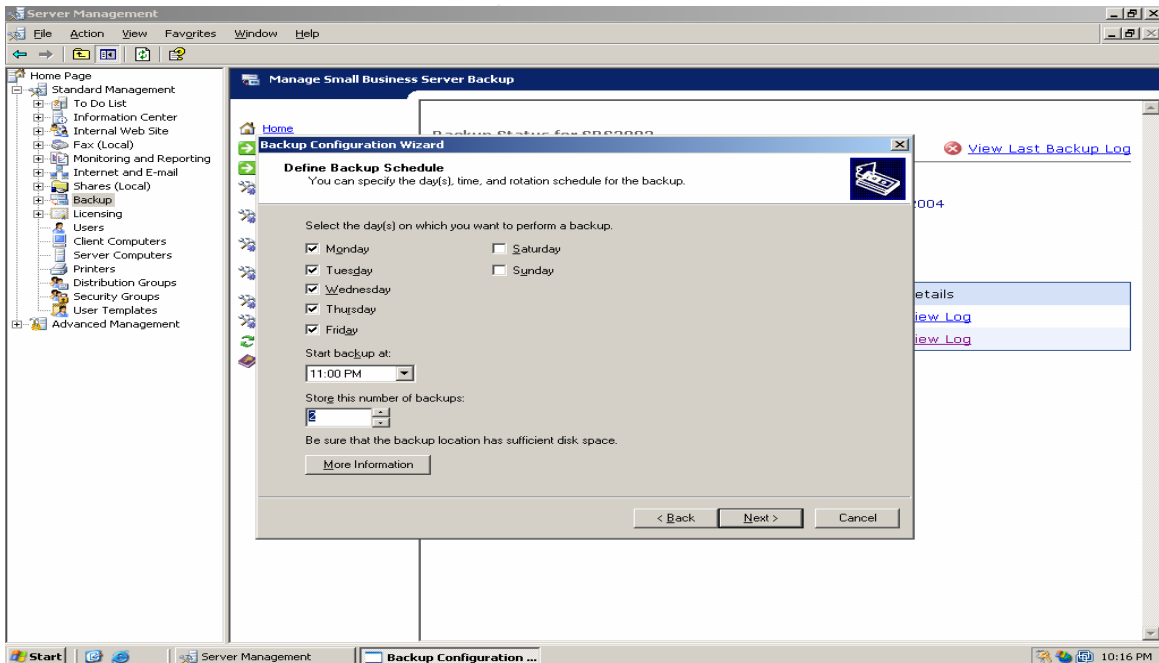 Server Management
File Action View Favorites Window Help
Home Page
Standard Management
To Do List
Information Center
Internal Web Site
Fax (Local)
Monitoring and Reporting
Internet and E-mail
Shares (Local)
Backup
Licensing
Users
Client Computers
Server Computers
Printers
Distribution Groups
Security Groups
User Templates
Advanced Management
Manage Small Business Server Backup
Home
Backup Status for SBS2003
View Last Backup Log
2004
etails
iew Log
iew Log
Backup Configuration Wizard
Define Backup Schedule
You can specify the day(s), time, and rotation schedule for the backup.
Select the day(s) on which you want to perform a backup.
Monday
Saturday
Tuesday
Sunday
Wednesday
Thursday
Friday
Start backup at:
11:00 PM
Store this number of backups:
2
Be sure that the backup location has sufficient disk space.
More Information
< Back
Next >
Cancel
Start
Server Management
Backup Configuration ...
10:16 PM